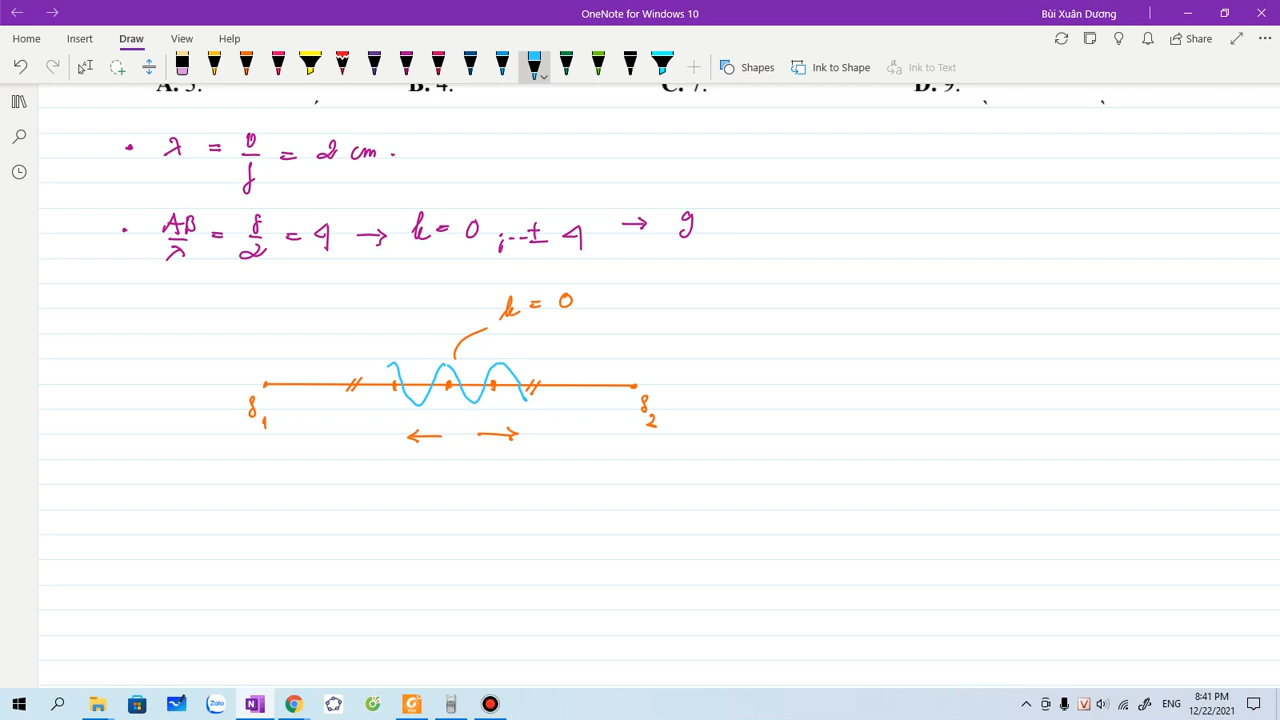 OneNote for Windows 10
Bùi Xuân Dương
Home Insert Draw View Help
Share
Shapes Ink to Shape Ink to Text
A. 5. B. 4. C. 7. D. 9.
• λ = v/f = 2 cm.
• AB/λ = 8/2 = 4 → k = 0 ;...± 4 → 9
k = 0
S1 S2
Zalo
8:41 PM
12/22/2021